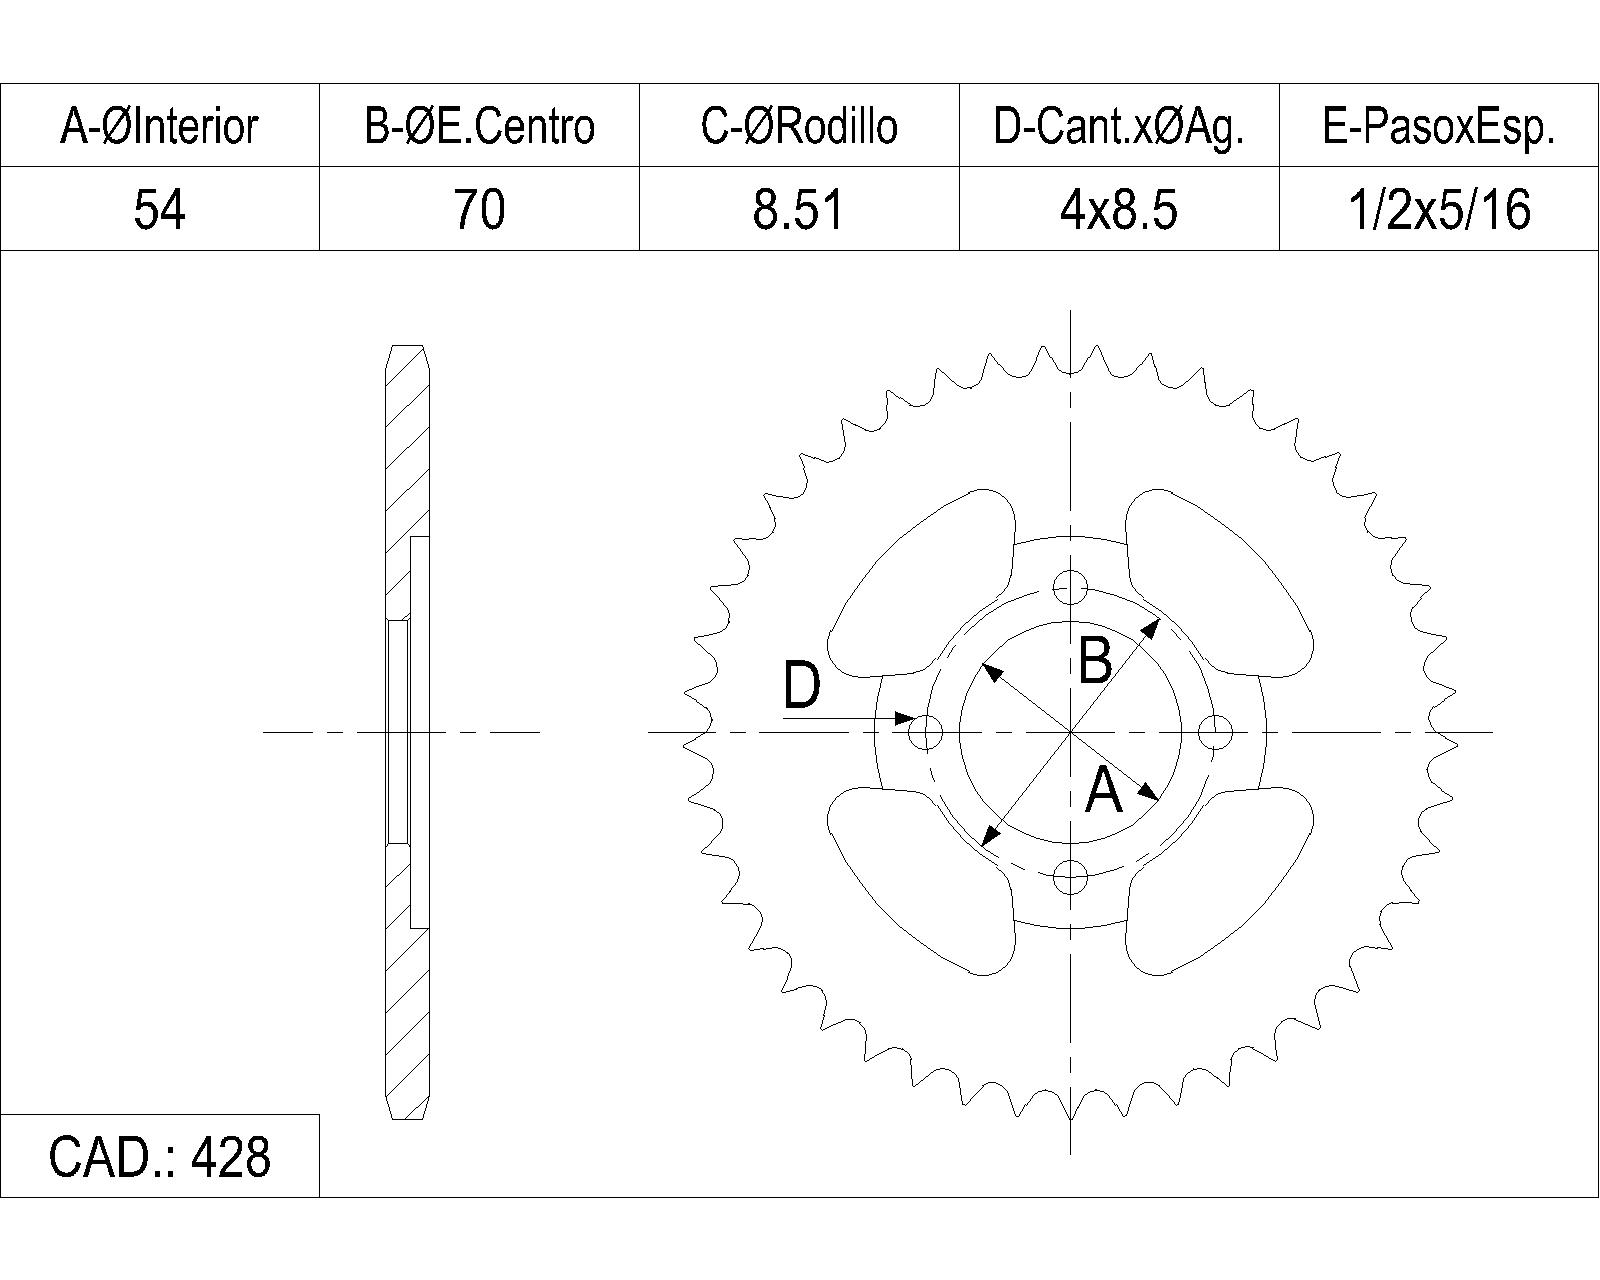 A-ØInterior B-ØE.Centro C-ØRodillo D-Cant.xØAg. E-PasoxEsp.
54 70 8.51 4x8.5 1/2x5/16
B
D
A
CAD.: 428